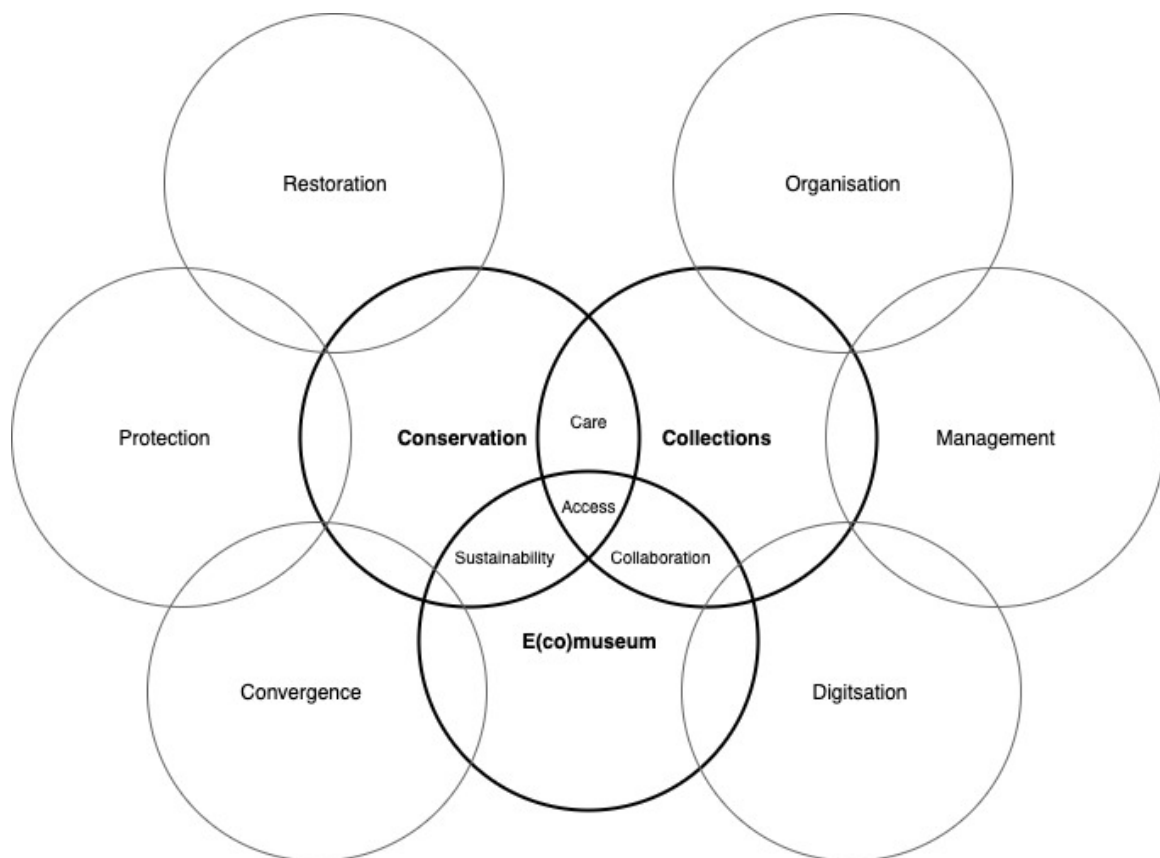 Restoration
Organisation
Protection
Conservation
Care
Collections
Management
Access
Sustainability
Collaboration
E(co)museum
Convergence
Digitsation